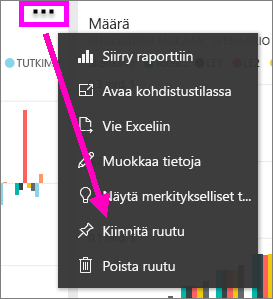 Määrä
TUTKIM
Siirry raporttiin
Avaa kohdistustilassa
Vie Exceliin
Muokkaa tietoja
Näytä merkitykselliset t...
Kiinnitä ruutu
Poista ruutu